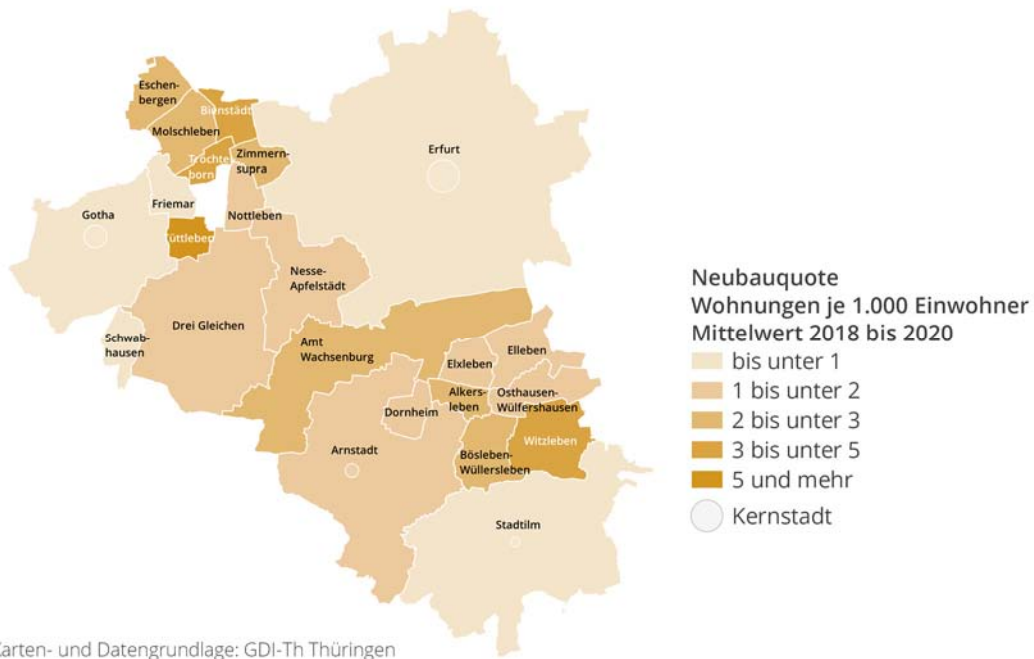 Eschen-
bergen
Bienstädt
Molschleben
Tröchte
born
Zimmern-
supra
Erfurt
Friemar
Gotha
Nottleben
Tüttleben
Nesse-
Apfelstädt
Drei Gleichen
Schwab-
hausen
Amt
Wachsenburg
Elxleben
Elleben
Alkers-
leben
Osthausen-
Wülfershausen
Dornheim
Arnstadt
Bösleben-
Wüllersleben
Witzleben
Stadtilm
Neubauquote
Wohnungen je 1.000 Einwohner
Mittelwert 2018 bis 2020
bis unter 1
1 bis unter 2
2 bis unter 3
3 bis unter 5
5 und mehr
Kernstadt
Karten- und Datengrundlage: GDI-Th Thüringen